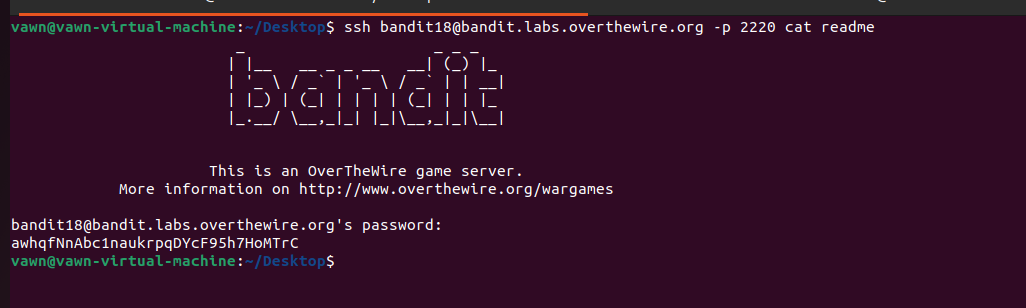 vawn@vawn-virtual-machine:~/Desktop$ ssh bandit18@bandit.labs.overthewire.org -p 2220 cat readme
bandit
This is an OverTheWire game server.
More information on http://www.overthewire.org/wargames
bandit18@bandit.labs.overthewire.org's password:
awhqfNnAbc1naukrpqDYcF95h7HoMTrC
vawn@vawn-virtual-machine:~/Desktop$